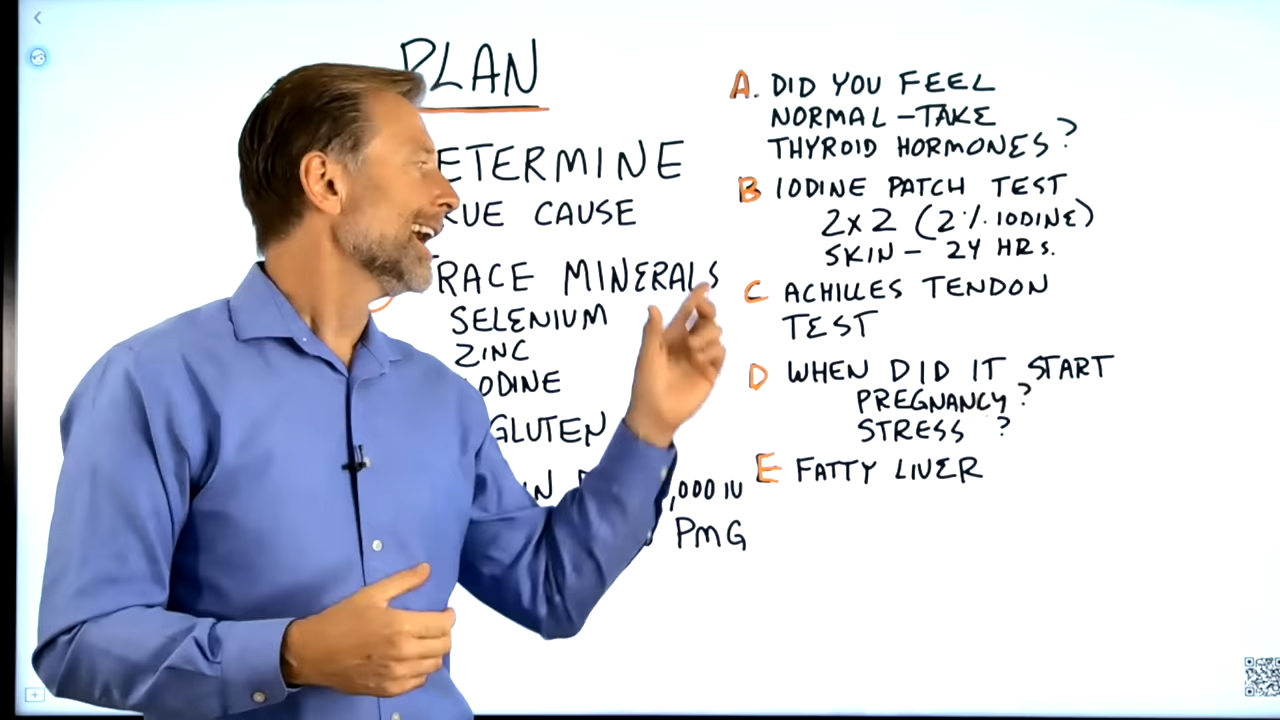 PLAN
ETERMINE
RUE CAUSE
RACE MINERALS
SELENIUM
ZINC
IODINE
GLUTEN
,000 IU
PMG
A. DID YOU FEEL
NORMAL - TAKE
THYROID HORMONES?
B IODINE PATCH TEST
2x2 (2% IODINE)
SKIN - 24 HRS.
C ACHILLES TENDON
TEST
D WHEN DID IT START
PREGNANCY?
STRESS ?
E FATTY LIVER